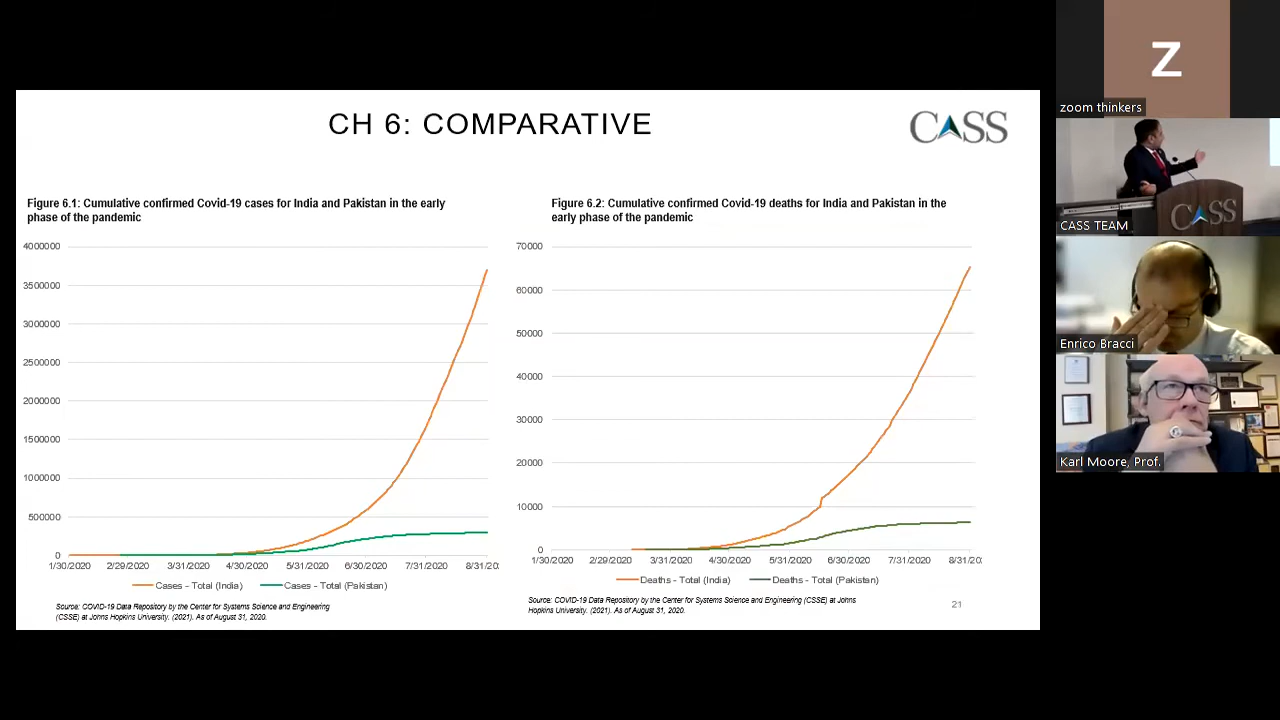 CH 6: COMPARATIVE
CASS
Figure 6.1: Cumulative confirmed Covid-19 cases for India and Pakistan in the early
phase of the pandemic
4000000
3500000
3000000
2500000
2000000
1500000
1000000
500000
0
1/30/2020 2/29/2020 3/31/2020 4/30/2020 5/31/2020 6/30/2020 7/31/2020 8/31/20
Cases - Total (India) Cases - Total (Pakistan)
Source: COVID-19 Data Repository by the Center for Systems Science and Engineering
(CSSE) at Johns Hopkins University. (2021). As of August 31, 2020.
Figure 6.2: Cumulative confirmed Covid-19 deaths for India and Pakistan in the
early phase of the pandemic
70000
60000
50000
40000
30000
20000
10000
0
1/30/2020 2/29/2020 3/31/2020 4/30/2020 5/31/2020 6/30/2020 7/31/2020 8/31/20
Deaths - Total (India) Deaths - Total (Pakistan)
Source: COVID-19 Data Repository by the Center for Systems Science and Engineering (CSSE) at Johns
Hopkins University. (2021). As of August 31, 2020.
21
Z
zoom thinkers
CASS
CASS TEAM
Enrico Bracci
Karl Moore, Prof.